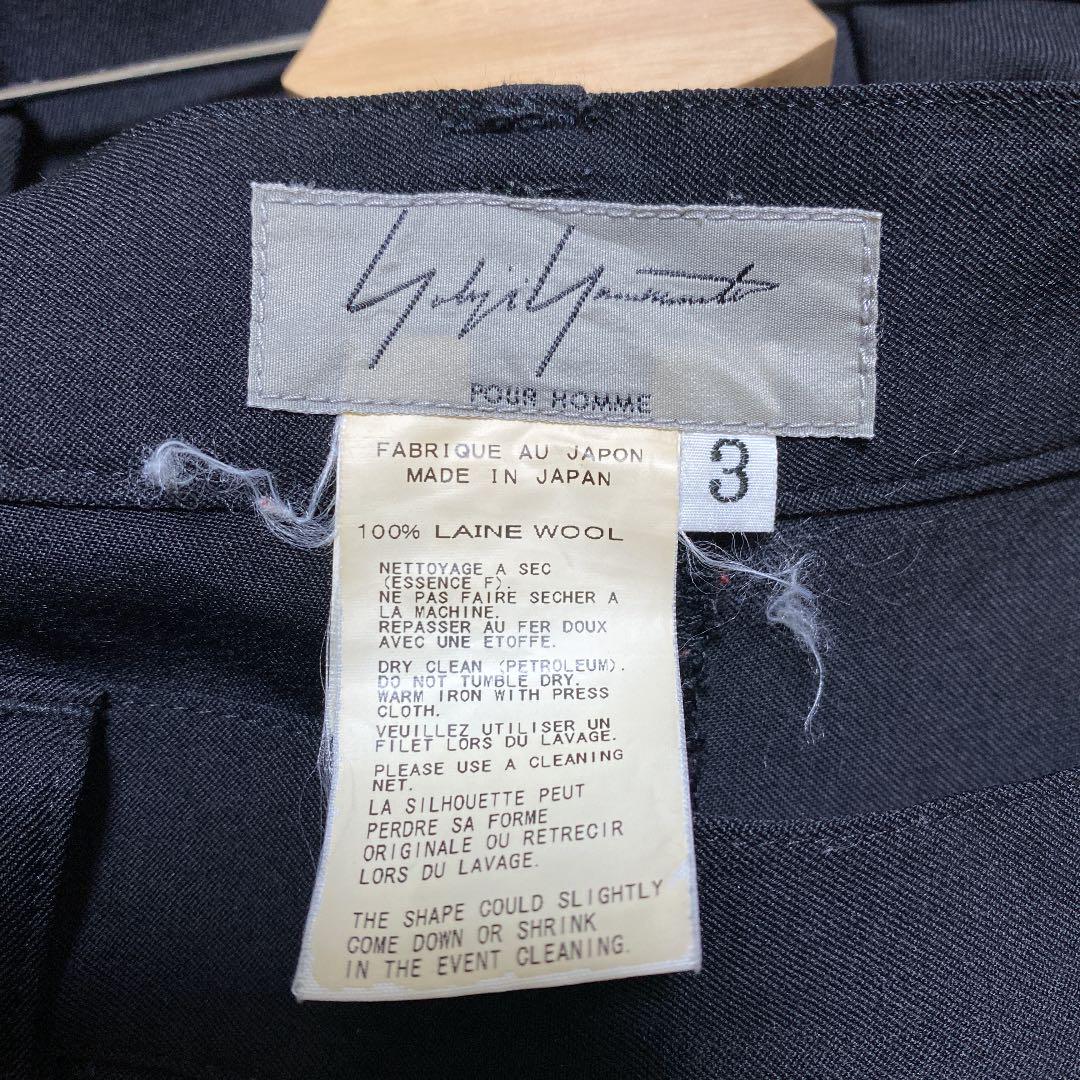 Yohji Yamamoto
POUR HOMME
3
FABRIQUE AU JAPON
MADE IN JAPAN
100% LAINE WOOL
NETTOYAGE A SEC
(ESSENCE F).
NE PAS FAIRE SECHER A
LA MACHINE.
REPASSER AU FER DOUX
AVEC UNE ETOFFE.
DRY CLEAN (PETROLEUM).
DO NOT TUMBLE DRY.
WARM IRON WITH PRESS
CLOTH.
VEUILLEZ UTILISER UN
FILET LORS DU LAVAGE.
PLEASE USE A CLEANING
NET.
LA SILHOUETTE PEUT
PERDRE SA FORME
ORIGINALE OU RETRECIR
LORS DU LAVAGE.
THE SHAPE COULD SLIGHTLY
COME DOWN OR SHRINK
IN THE EVENT CLEANING.